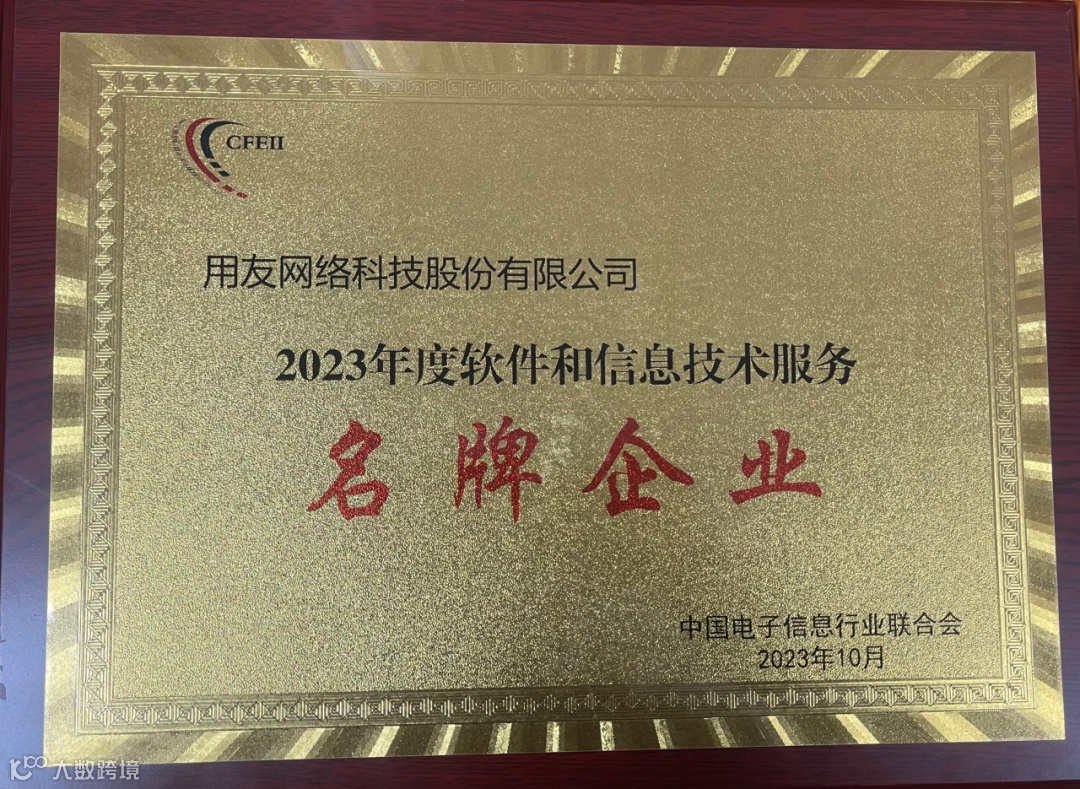 CFEII
用友网络科技股份有限公司
2023年度软件和信息技术服务
名牌企业
中国电子信息行业联合会
2023年10月
大数跨境